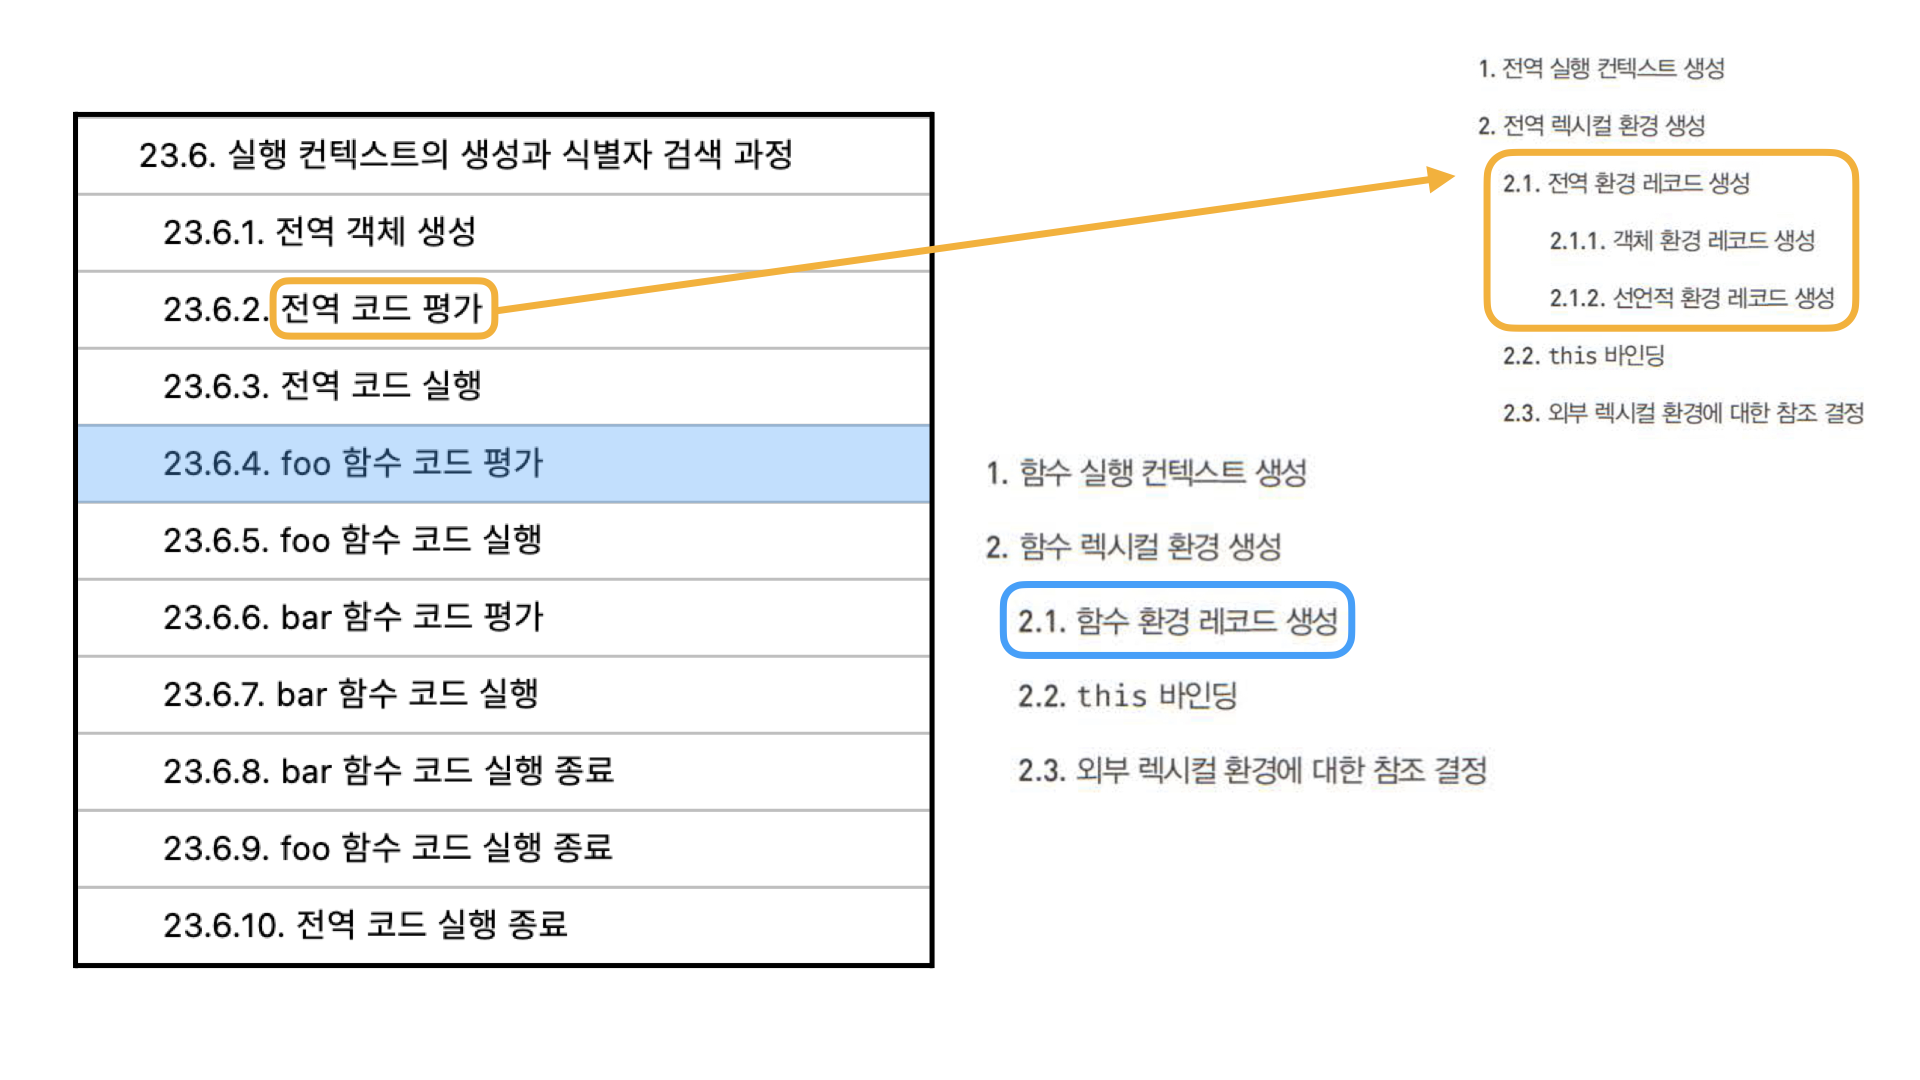 23.6. 실행 컨텍스트의 생성과 식별자 검색 과정
23.6.1. 전역 객체 생성
23.6.2. 전역 코드 평가
23.6.3. 전역 코드 실행
23.6.4. foo 함수 코드 평가
23.6.5. foo 함수 코드 실행
23.6.6. bar 함수 코드 평가
23.6.7. bar 함수 코드 실행
23.6.8. bar 함수 코드 실행 종료
23.6.9. foo 함수 코드 실행 종료
23.6.10. 전역 코드 실행 종료
1. 전역 실행 컨텍스트 생성
2. 전역 렉시컬 환경 생성
2.1. 전역 환경 레코드 생성
2.1.1. 객체 환경 레코드 생성
2.1.2. 선언적 환경 레코드 생성
2.2. this 바인딩
2.3. 외부 렉시컬 환경에 대한 참조 결정
1. 함수 실행 컨텍스트 생성
2. 함수 렉시컬 환경 생성
2.1. 함수 환경 레코드 생성
2.2. this 바인딩
2.3. 외부 렉시컬 환경에 대한 참조 결정